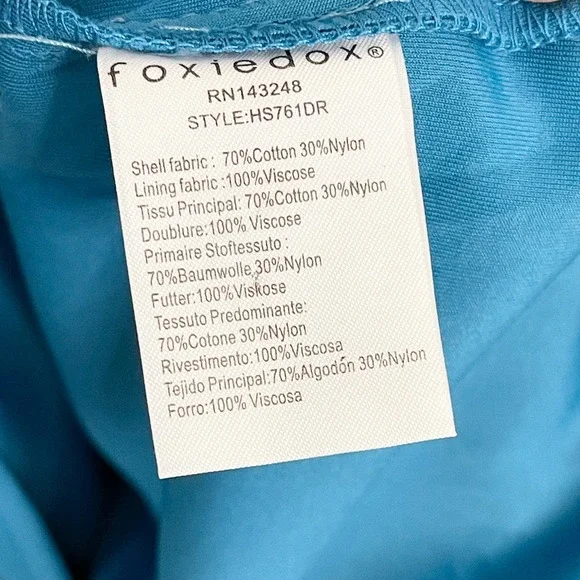 foxiedox®
RN143248
STYLE:HS761DR
Shell fabric : 70%Cotton 30%Nylon
Lining fabric :100%Viscose
Tissu Principal: 70%Cotton 30%Nylon
Doublure:100% Viscose
Primaire Stoftessuto :
70%Baumwolle,30%Nylon
Futter:100%Viskose
Tessuto Predominante:
70%Cotone 30%Nylon
Rivestimento:100%Viscosa
Tejido Principal:70%Algodón 30%Nylon
Forro:100% Viscosa